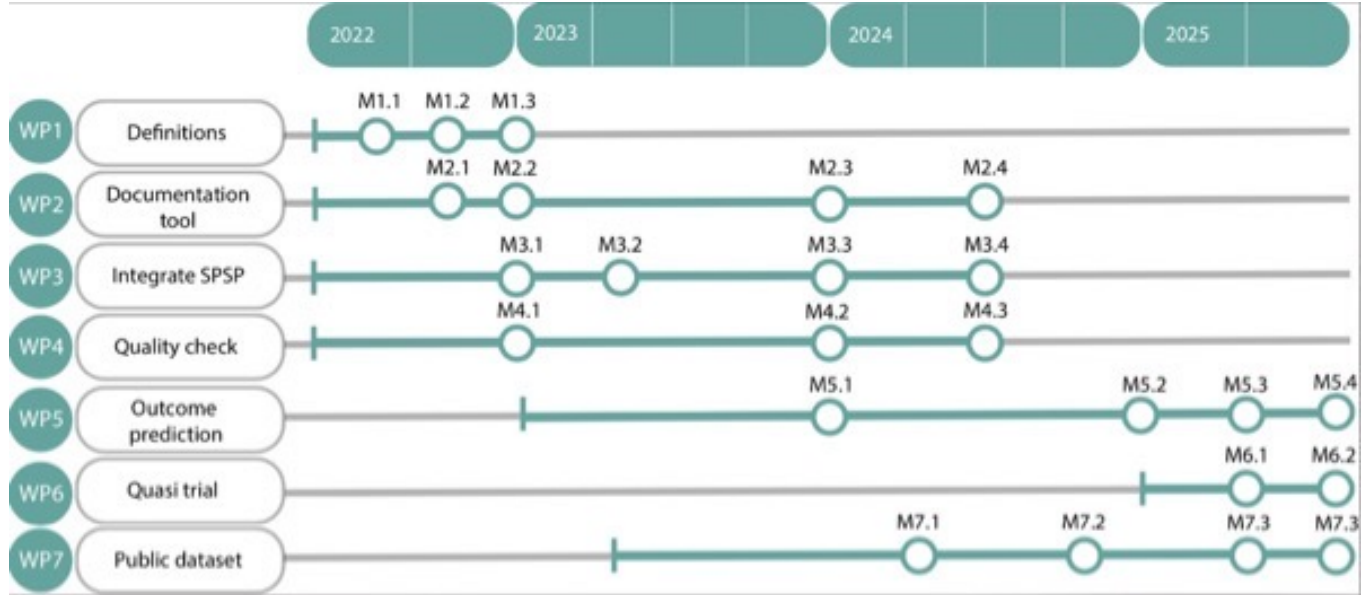 2022 2023 2024 2025
M1.1 M1.2 M1.3
WP1 Definitions
M2.1 M2.2 M2.3 M2.4
WP2 Documentation
tool
M3.1 M3.2 M3.3 M3.4
WP3 Integrate SPSP
M4.1 M4.2 M4.3
WP4 Quality check
M5.1 M5.2 M5.3 M5.4
WP5 Outcome
prediction
M6.1 M6.2
WP6 Quasi trial
M7.1 M7.2 M7.3 M7.3
WP7 Public dataset